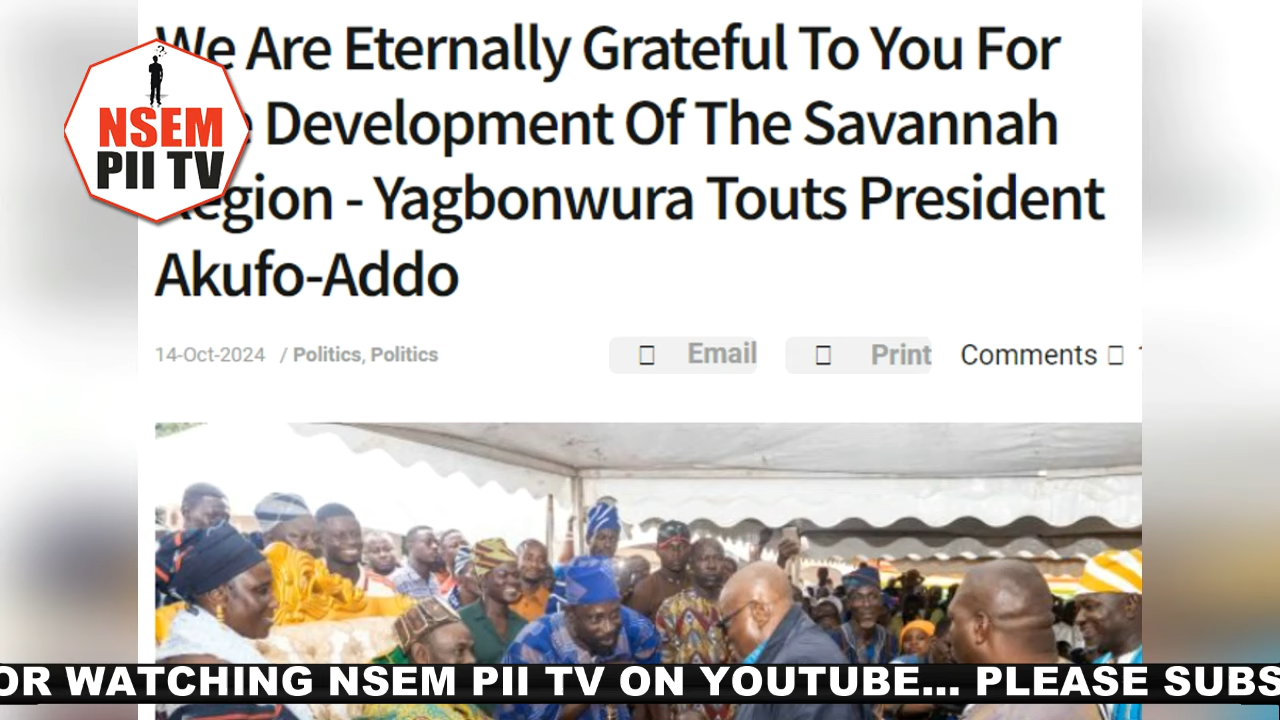 We Are Eternally Grateful To You For
Development Of The Savannah
Region - Yagbonwura Touts President
Akufo-Addo
NSEM
PII TV
14-Oct-2024 / Politics, Politics
Email
Print
Comments
OR WATCHING NSEM PII TV ON YOUTUBE... PLEASE SUBS